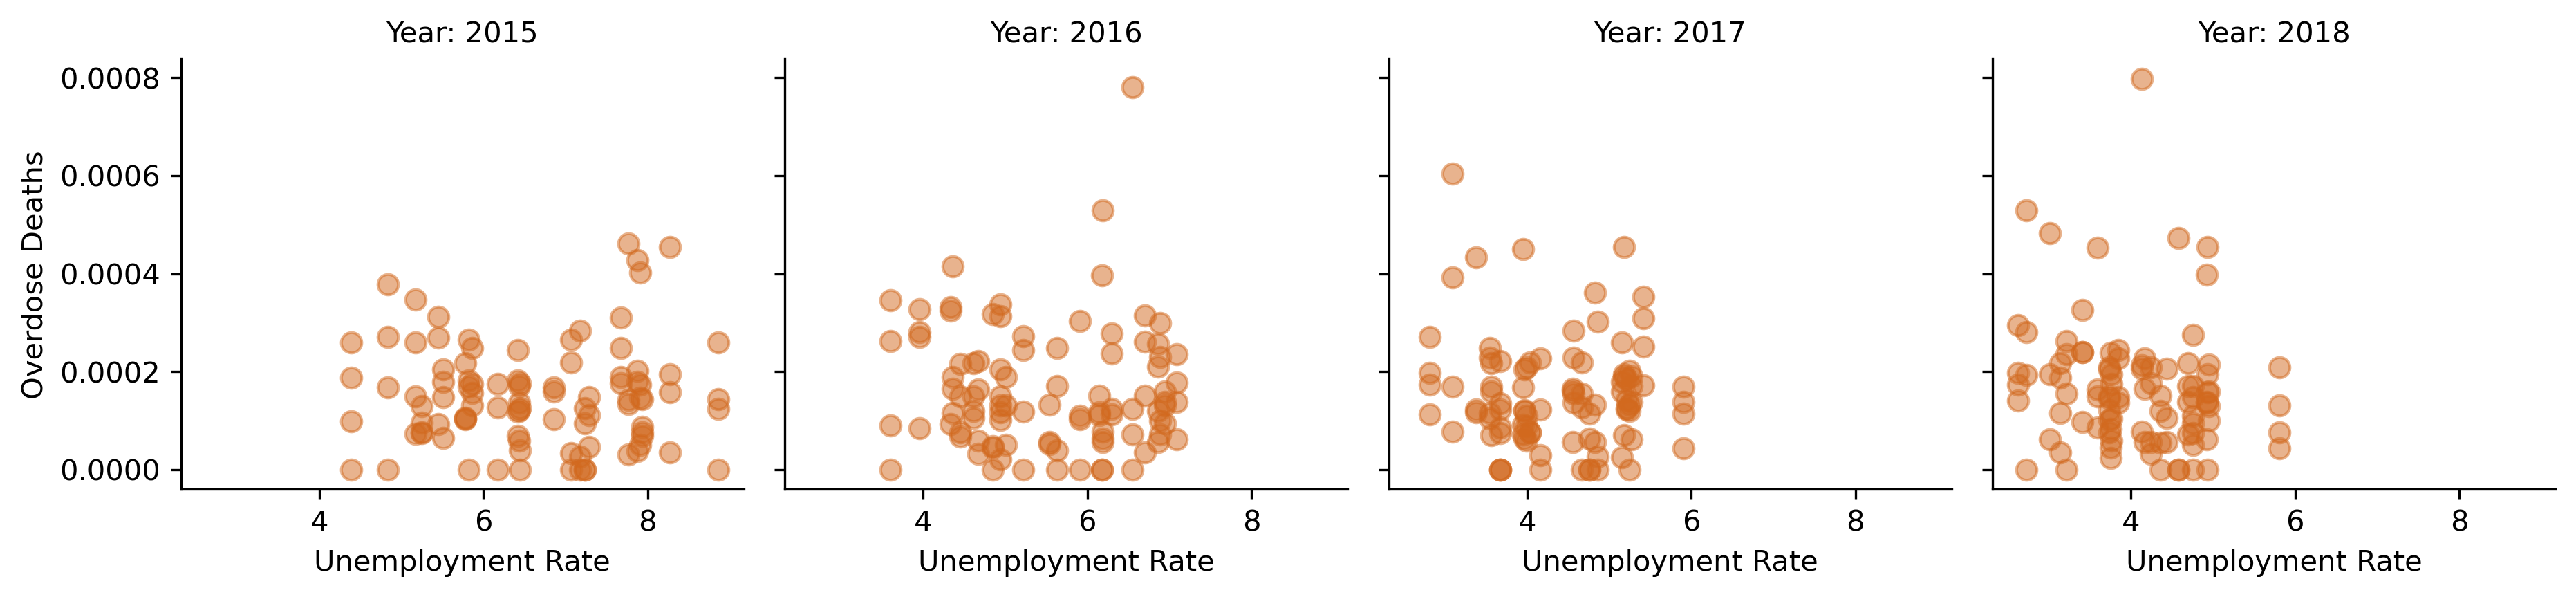 Year: 2015
Year: 2016
Year: 2017
Year: 2018
Overdose Deaths
0.0008
0.0006
0.0004
0.0002
0.0000
4 6 8
4 6 8
4 6 8
4 6 8
Unemployment Rate
Unemployment Rate
Unemployment Rate
Unemployment Rate